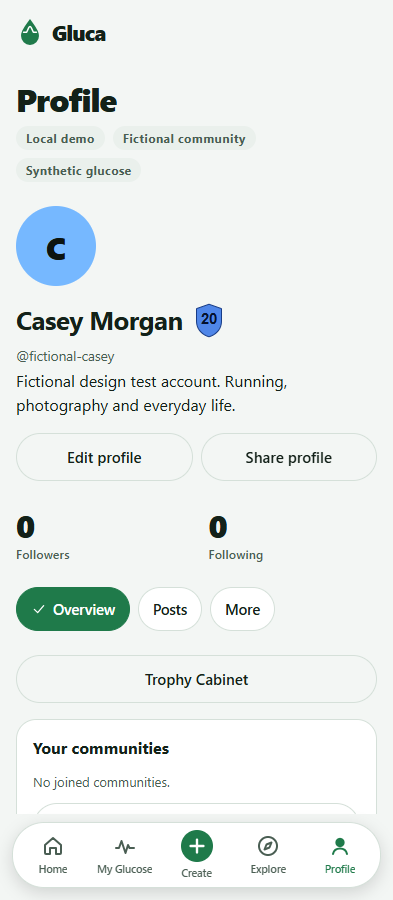 Gluca
Profile
Local demo
Fictional community
Synthetic glucose
C
Casey Morgan
20
@fictional-casey
Fictional design test account. Running,
photography and everyday life.
Edit profile
Share profile
0
0
Followers
Following
Overview
Posts
More
Trophy Cabinet
Your communities
No joined communities.
Home
My Glucose
Create
Explore
Profile